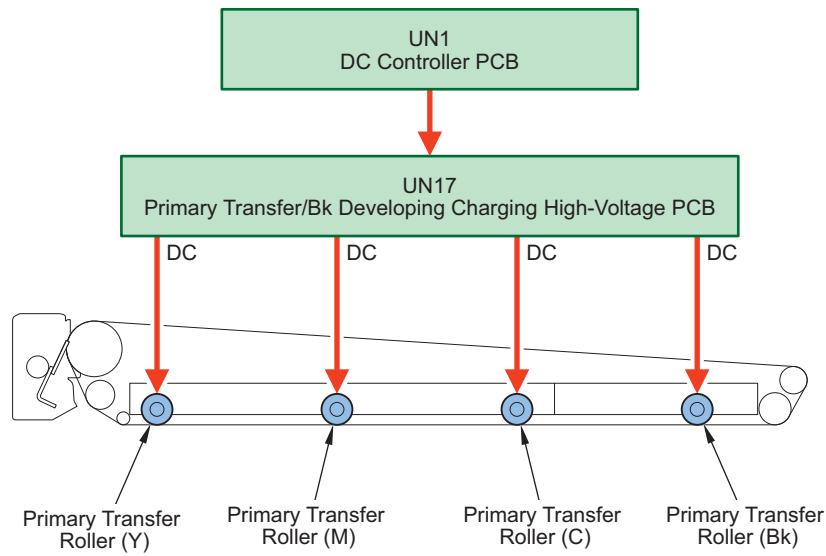 UN1
DC Controller PCB
UN17
Primary Transfer/Bk Developing Charging High-Voltage PCB
DC
DC
DC
DC
Primary Transfer
Roller (Y)
Primary Transfer
Roller (M)
Primary Transfer
Roller (C)
Primary Transfer
Roller (Bk)